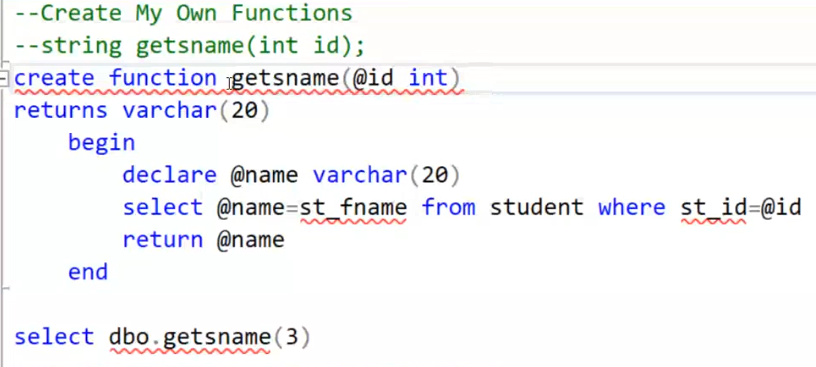 --Create My Own Functions
--string getsname(int id);
create function getsname(@id int)
returns varchar(20)
begin
declare @name varchar(20)
select @name=st_fname from student where st_id=@id
return @name
end
select dbo.getsname(3)